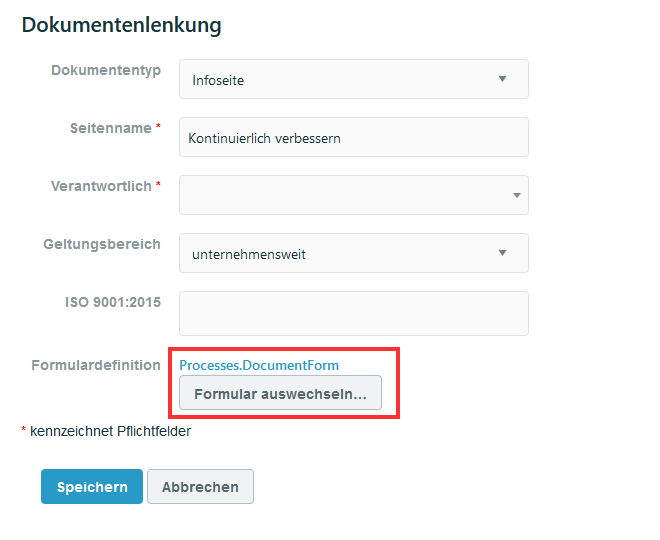 Dokumentenlenkung
Dokumententyp
Infoseite
Seitenname *
Kontinuierlich verbessern
Verantwortlich *
Geltungsbereich
unternehmensweit
ISO 9001:2015
Formulardefinition
Processes.DocumentForm
Formular auswechseln...
* kennzeichnet Pflichtfelder
Speichern
Abbrechen